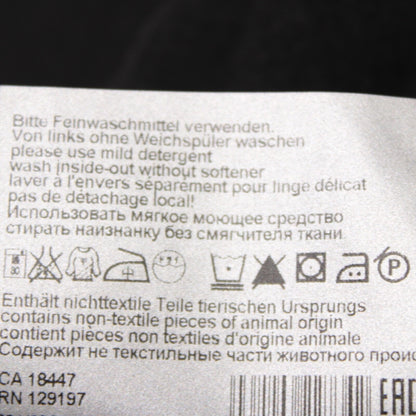 Bitte Feinwaschmittel verwenden.
Von links ohne Weichspüler waschen
please use mild detergent
wash inside-out without softener
laver à l'envers séparément pour linge délicat
pas de détachage local!
Использовать мягкое моющее средство
стирать наизнанку без смягчителя ткани
P
Enthält nichttextile Teile tierischen Ursprungs
contains non-textile pieces of animal origin
contient pièces non textiles d'origine animale
Содержит не текстильные части животного проис
CA 18447
RN 129197
EAC